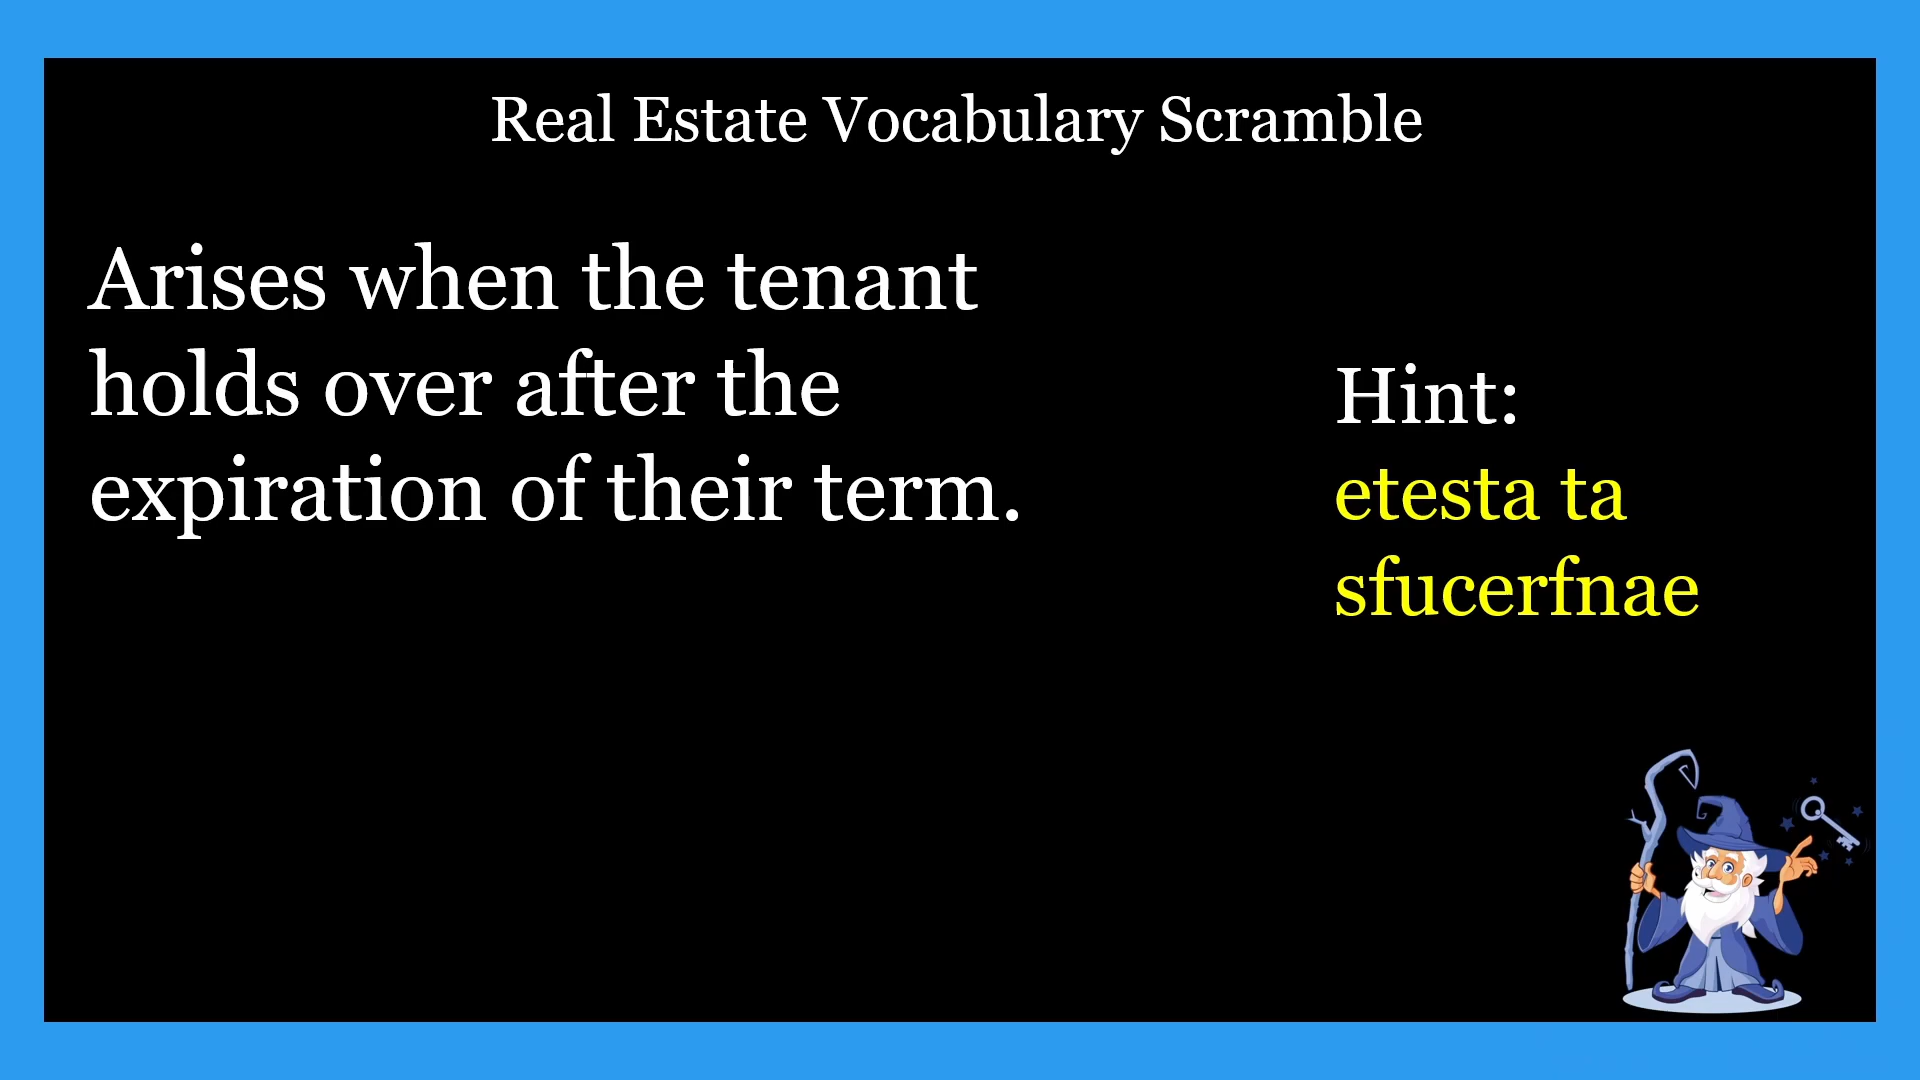 Real Estate Vocabulary Scramble
Arises when the tenant
holds over after the
expiration of their term.
Hint:
etesta ta
sfucerfnae